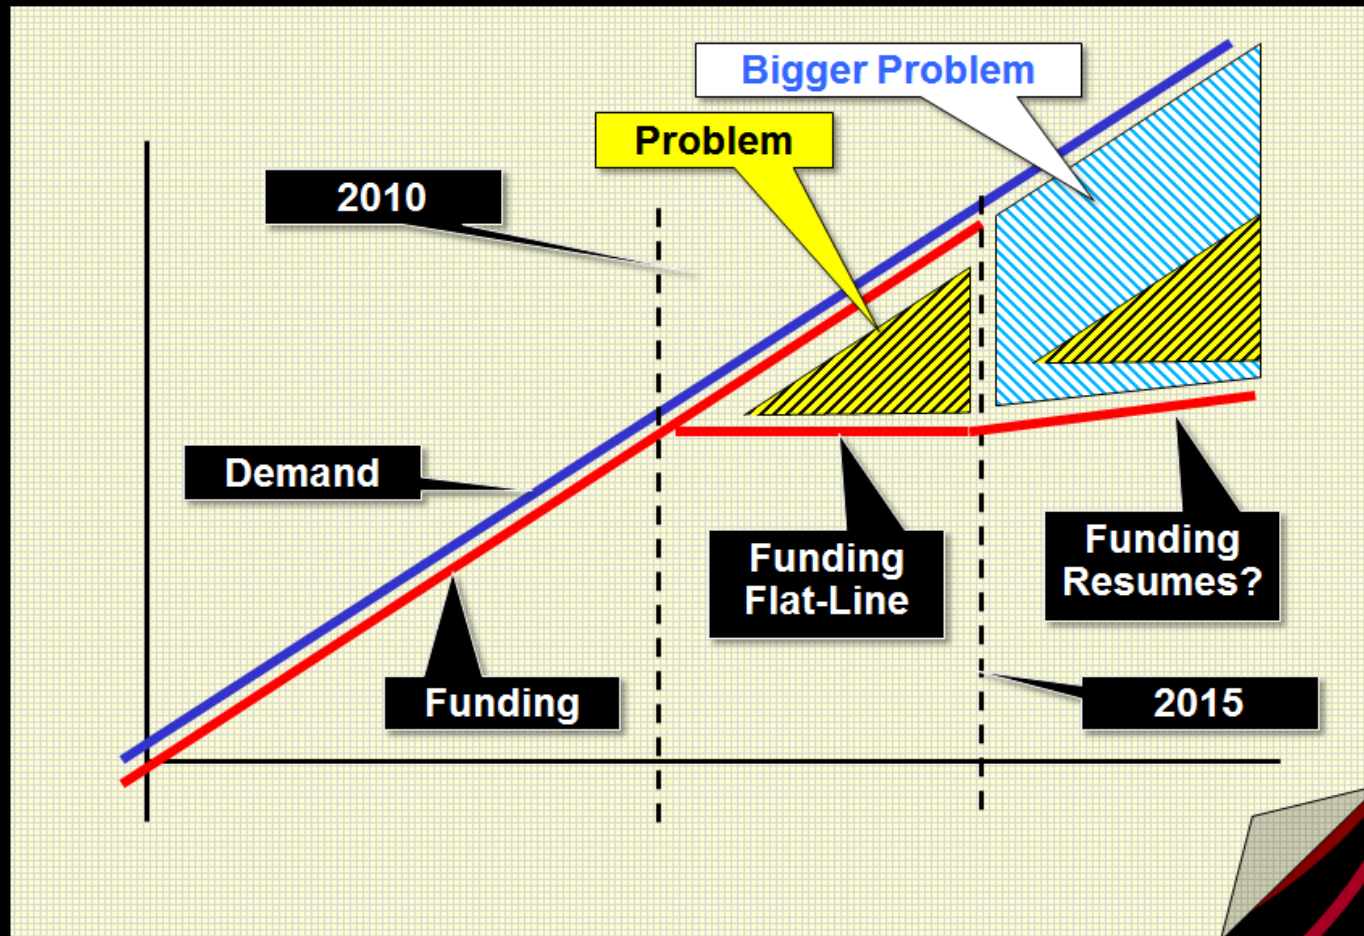 Bigger Problem
Problem
2010
Demand
Funding
Flat-Line
Funding
Resumes?
Funding
2015